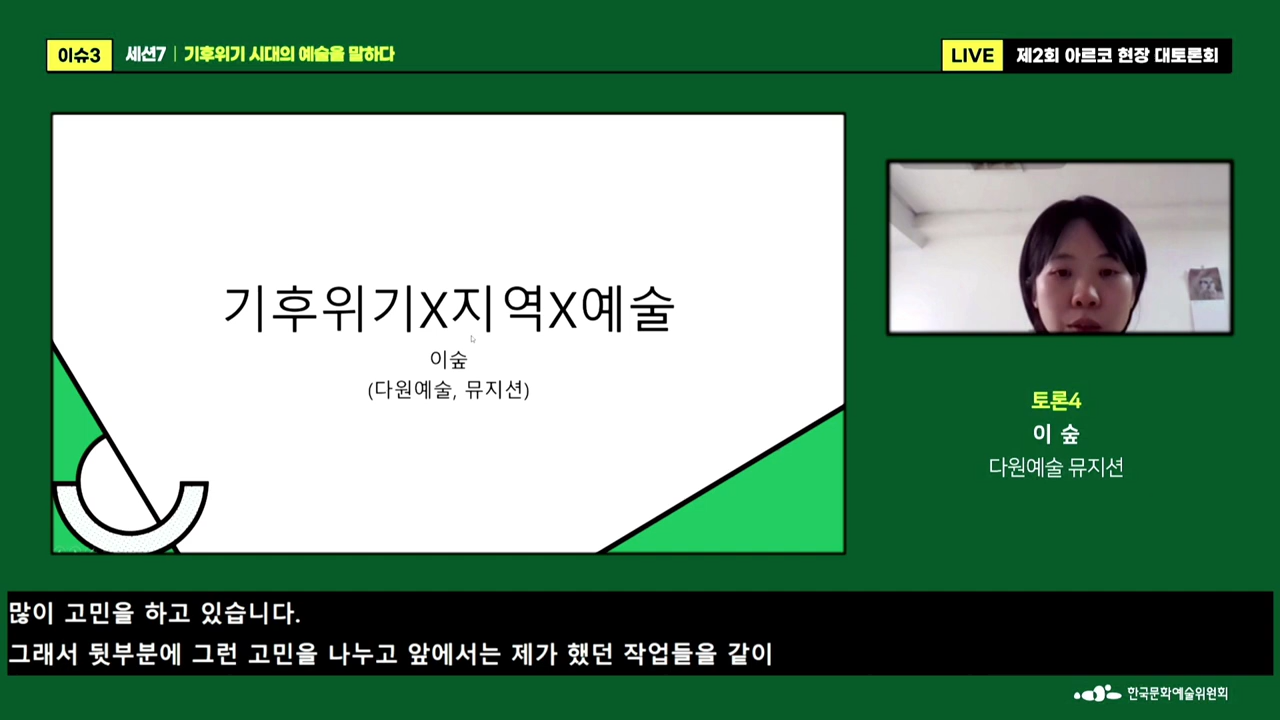 이슈3
세션7 | 기후위기 시대의 예술을 말하다
LIVE
제2회 아르코 현장 대토론회
기후위기X지역X예술
이숲
(다원예술, 뮤지션)
토론4
이 숲
다원예술 뮤지션
많이 고민을 하고 있습니다.
그래서 뒷부분에 그런 고민을 나누고 앞에서는 제가 했던 작업들을 같이
한국문화예술위원회